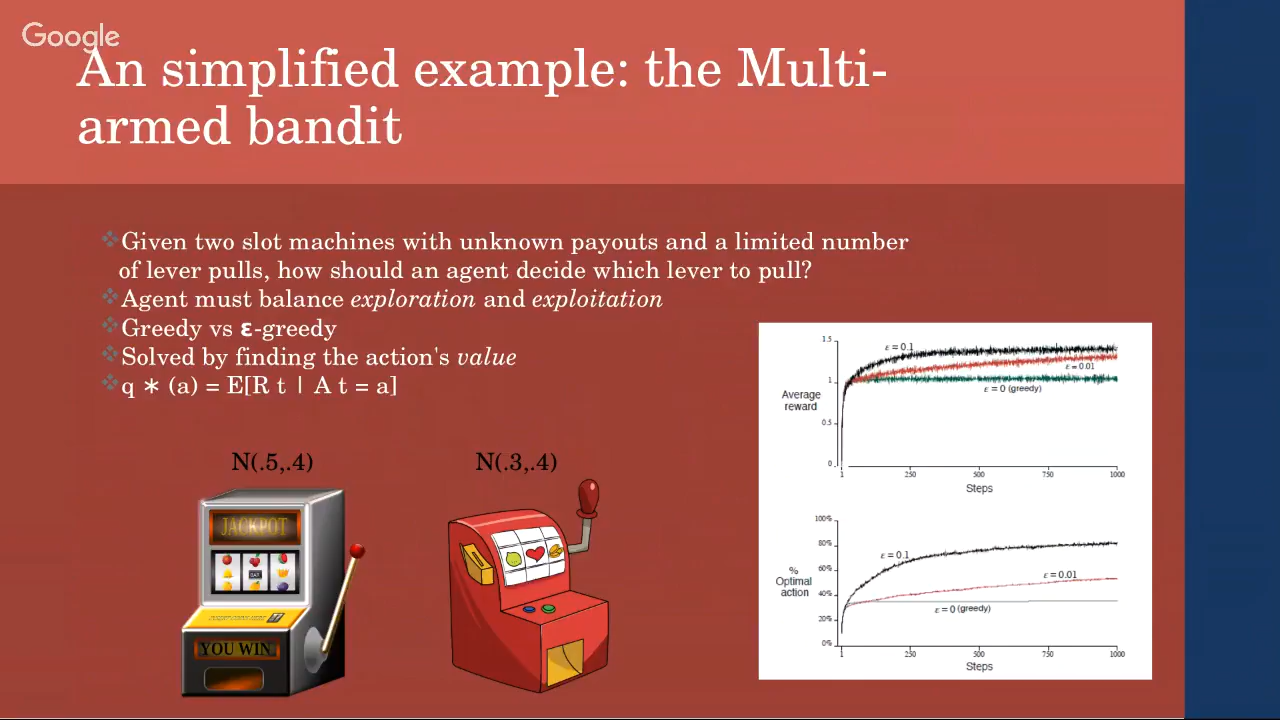 Google
An simplified example: the Multi-
armed bandit
❖Given two slot machines with unknown payouts and a limited number
of lever pulls, how should an agent decide which lever to pull?
❖Agent must balance exploration and exploitation
❖Greedy vs ε-greedy
❖Solved by finding the action's value
❖q ∗ (a) = E[R t | A t = a]
N(.5,.4)
N(.3,.4)
JACKPOT
BAR
YOU WIN
1.5
ε = 0.1
ε = 0.01
1
ε = 0 (greedy)
Average
reward
0.5
0
1 250 500 750 1000
Steps
100%
80%
ε = 0.1
60%
%
Optimal
action
ε = 0.01
40%
ε = 0 (greedy)
20%
0%
1 250 500 750 1000
Steps